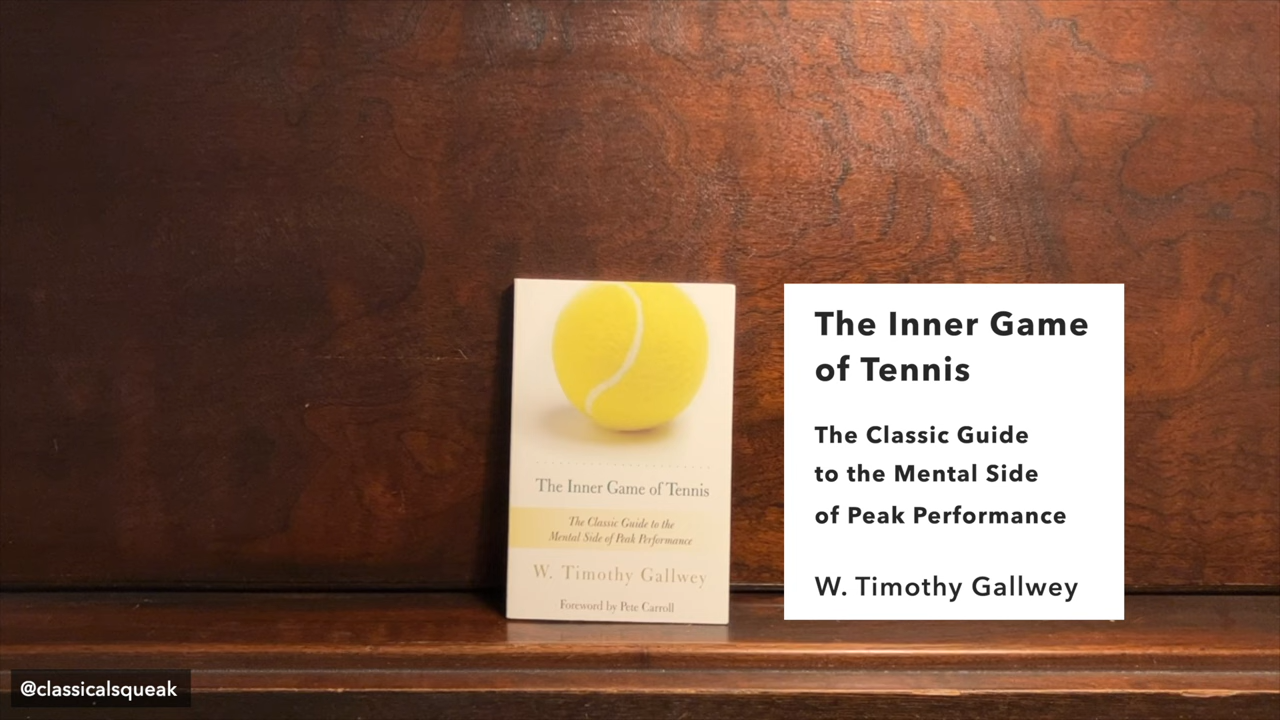 The Inner Game of Tennis
The Classic Guide to the
Mental Side of Peak Performance
W. Timothy Gallwey
Foreword by Pete Carroll
The Inner Game
of Tennis
The Classic Guide
to the Mental Side
of Peak Performance
W. Timothy Gallwey
@classicalsqueak